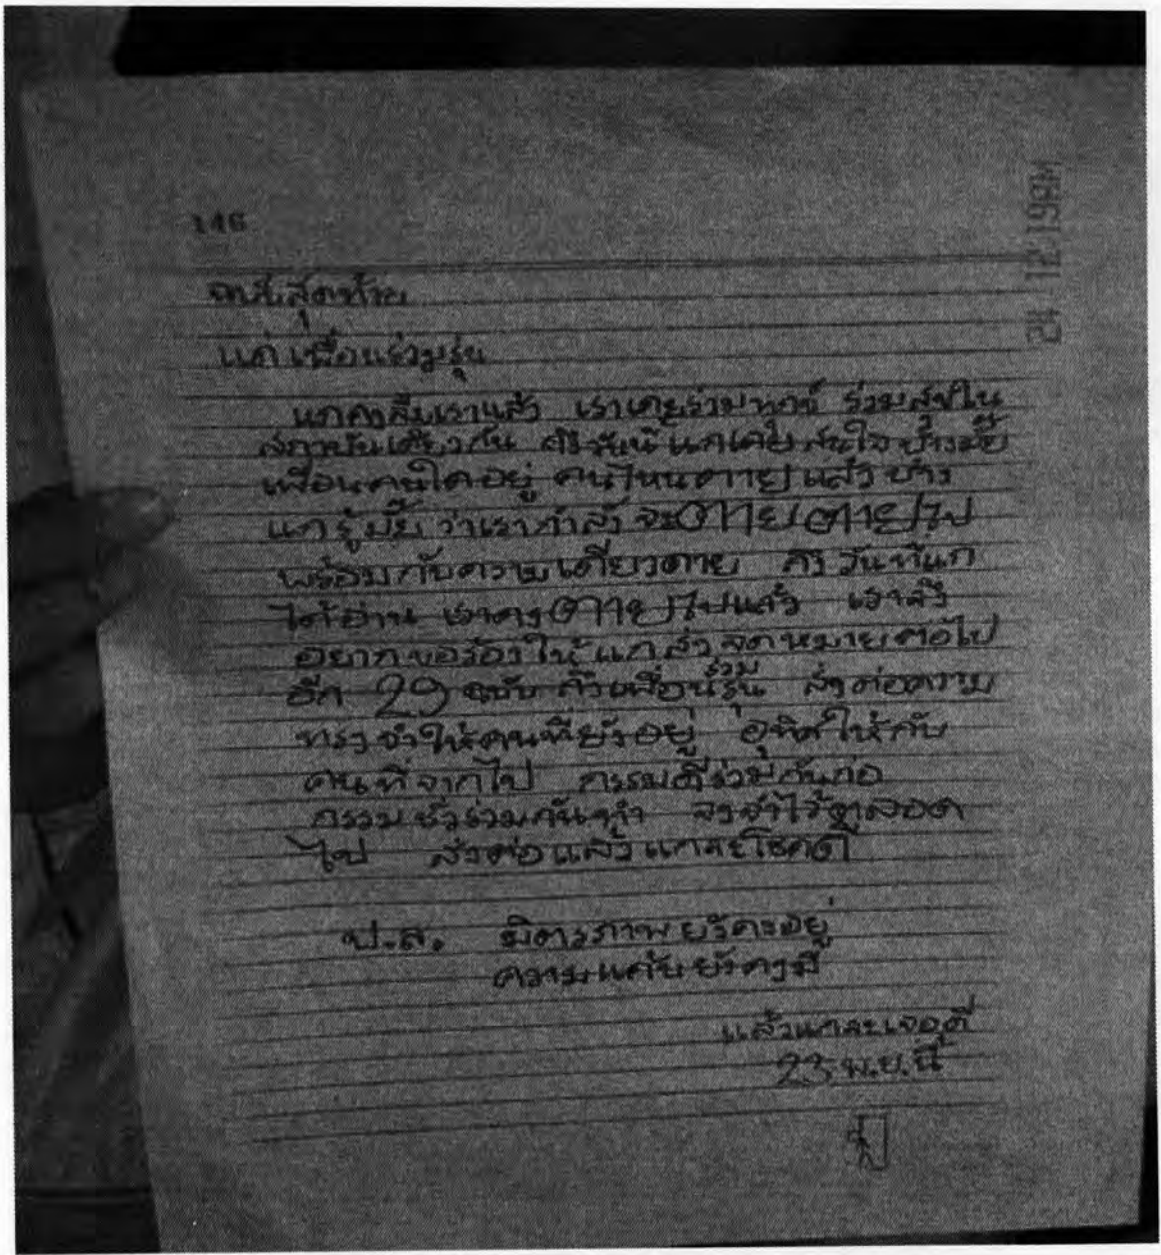 146
24 12:19AM
จบที่สุดท้าย
แด่ เพื่อนร่วมรุ่น
แกคงลืมเราแล้ว เราเคยร่วมทุกข์ ร่วมสุขใน
สถาบันเดียวกัน ถึงวันนี้แกเคยสนใจบ้างมั๊ย
เพื่อนคนใดอยู่ คนไหนตายแล้วบ้าง
แกรู้มั๊ย ว่าเรากำลังจะตาย ตายไป
พร้อมกับความเดียวดาย ถึงวันที่แก
ได้อ่าน เราคงตายไปแล้ว เราจึง
อยากขอร้องให้แกส่งจดหมายต่อไป
อีก 29 ฉบับ ถึงเพื่อนร่วมรุ่น ส่งต่อความ
ทรงจำให้คนที่ยังอยู่ อุทิศให้กับ
คนที่จากไป กรรมดีร่วมกันก่อ
กรรมชั่วร่วมกันทำ จงจำไว้ตลอด
ไป ส่งต่อแล้วแกจะโชคดี
ป.ล. มิตรภาพยังคงอยู่
ความแค้นยังคงมี
แล้วแกจะเจอดี
23 พ.ย. นี้